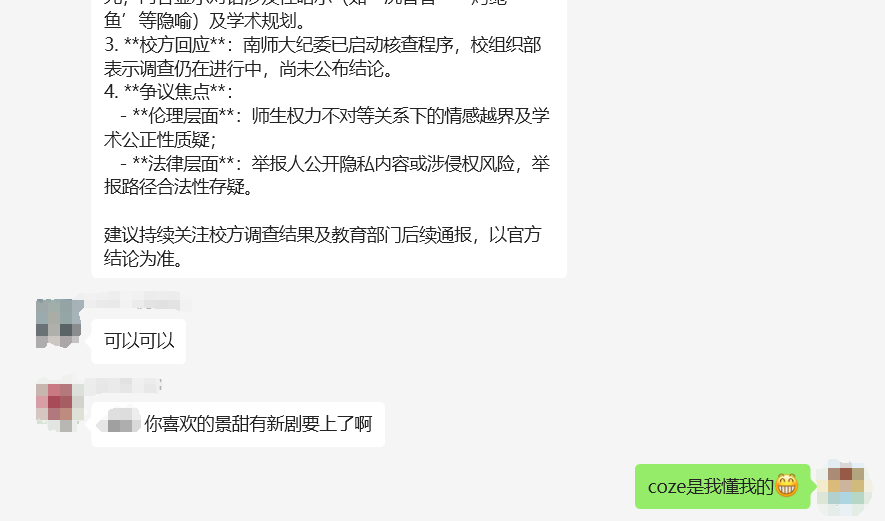 鱼’等隐喻）及学术规划。
3. **校方回应**：南师大纪委已启动核查程序，校组织部
表示调查仍在进行中，尚未公布结论。
4. **争议焦点**：
- **伦理层面**：师生权力不对等关系下的情感越界及学
术公正性质疑；
- **法律层面**：举报人公开隐私内容或涉侵权风险，举
报路径合法性存疑。
建议持续关注校方调查结果及教育部门后续通报，以官方
结论为准。
可以可以
你喜欢的景甜有新剧要上了啊
coze是我懂我的😁